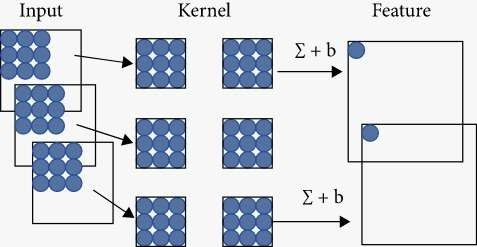 Input
Kernel
Feature
Σ + b
Σ + b